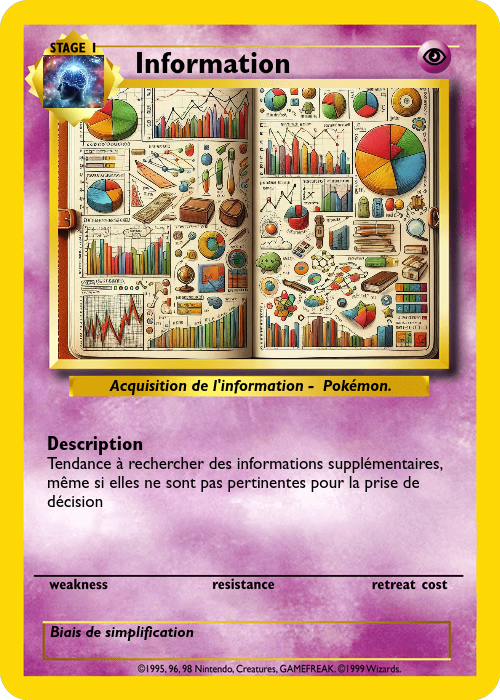 STAGE 1
Information
Acquisition de l'information - Pokémon.
Description
Tendance à rechercher des informations supplémentaires,
même si elles ne sont pas pertinentes pour la prise de
décision
weakness resistance retreat cost
Biais de simplification
©1995, 96, 98 Nintendo, Creatures, GAMEFREAK. ©1999 Wizards.